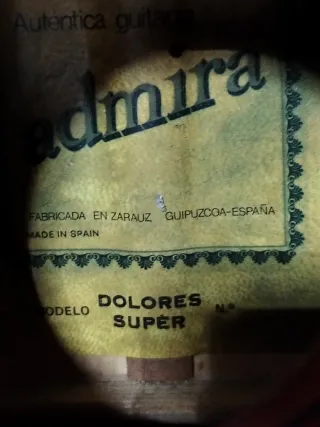 Autentica guitarra
admira
FABRICADA EN ZARAUZ GUIPUZCOA-ESPAÑA
MADE IN SPAIN
MODELO DOLORES SUPER Nº